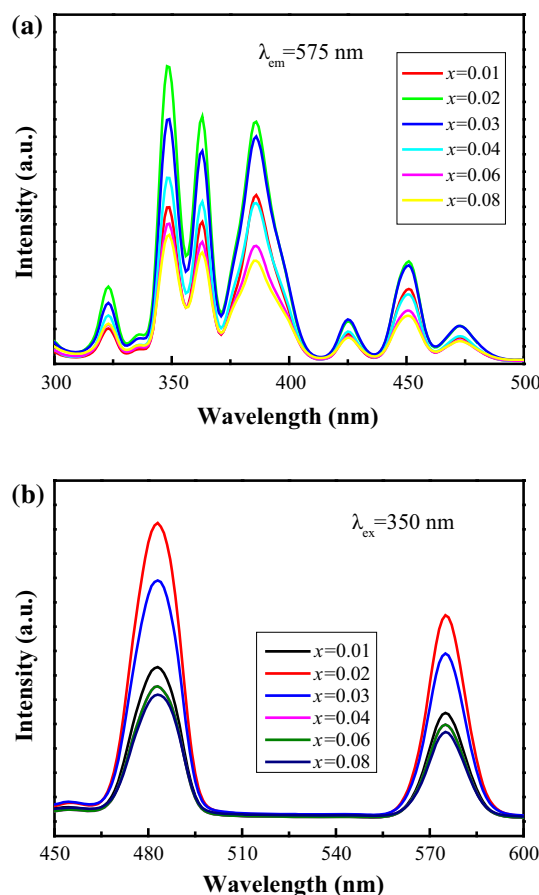 (a)
λem=575 nm
x=0.01
x=0.02
x=0.03
x=0.04
x=0.06
x=0.08
Intensity (a.u.)
300 350 400 450 500
Wavelength (nm)
(b)
λex=350 nm
x=0.01
x=0.02
x=0.03
x=0.04
x=0.06
x=0.08
Intensity (a.u.)
450 480 510 540 570 600
Wavelength (nm)